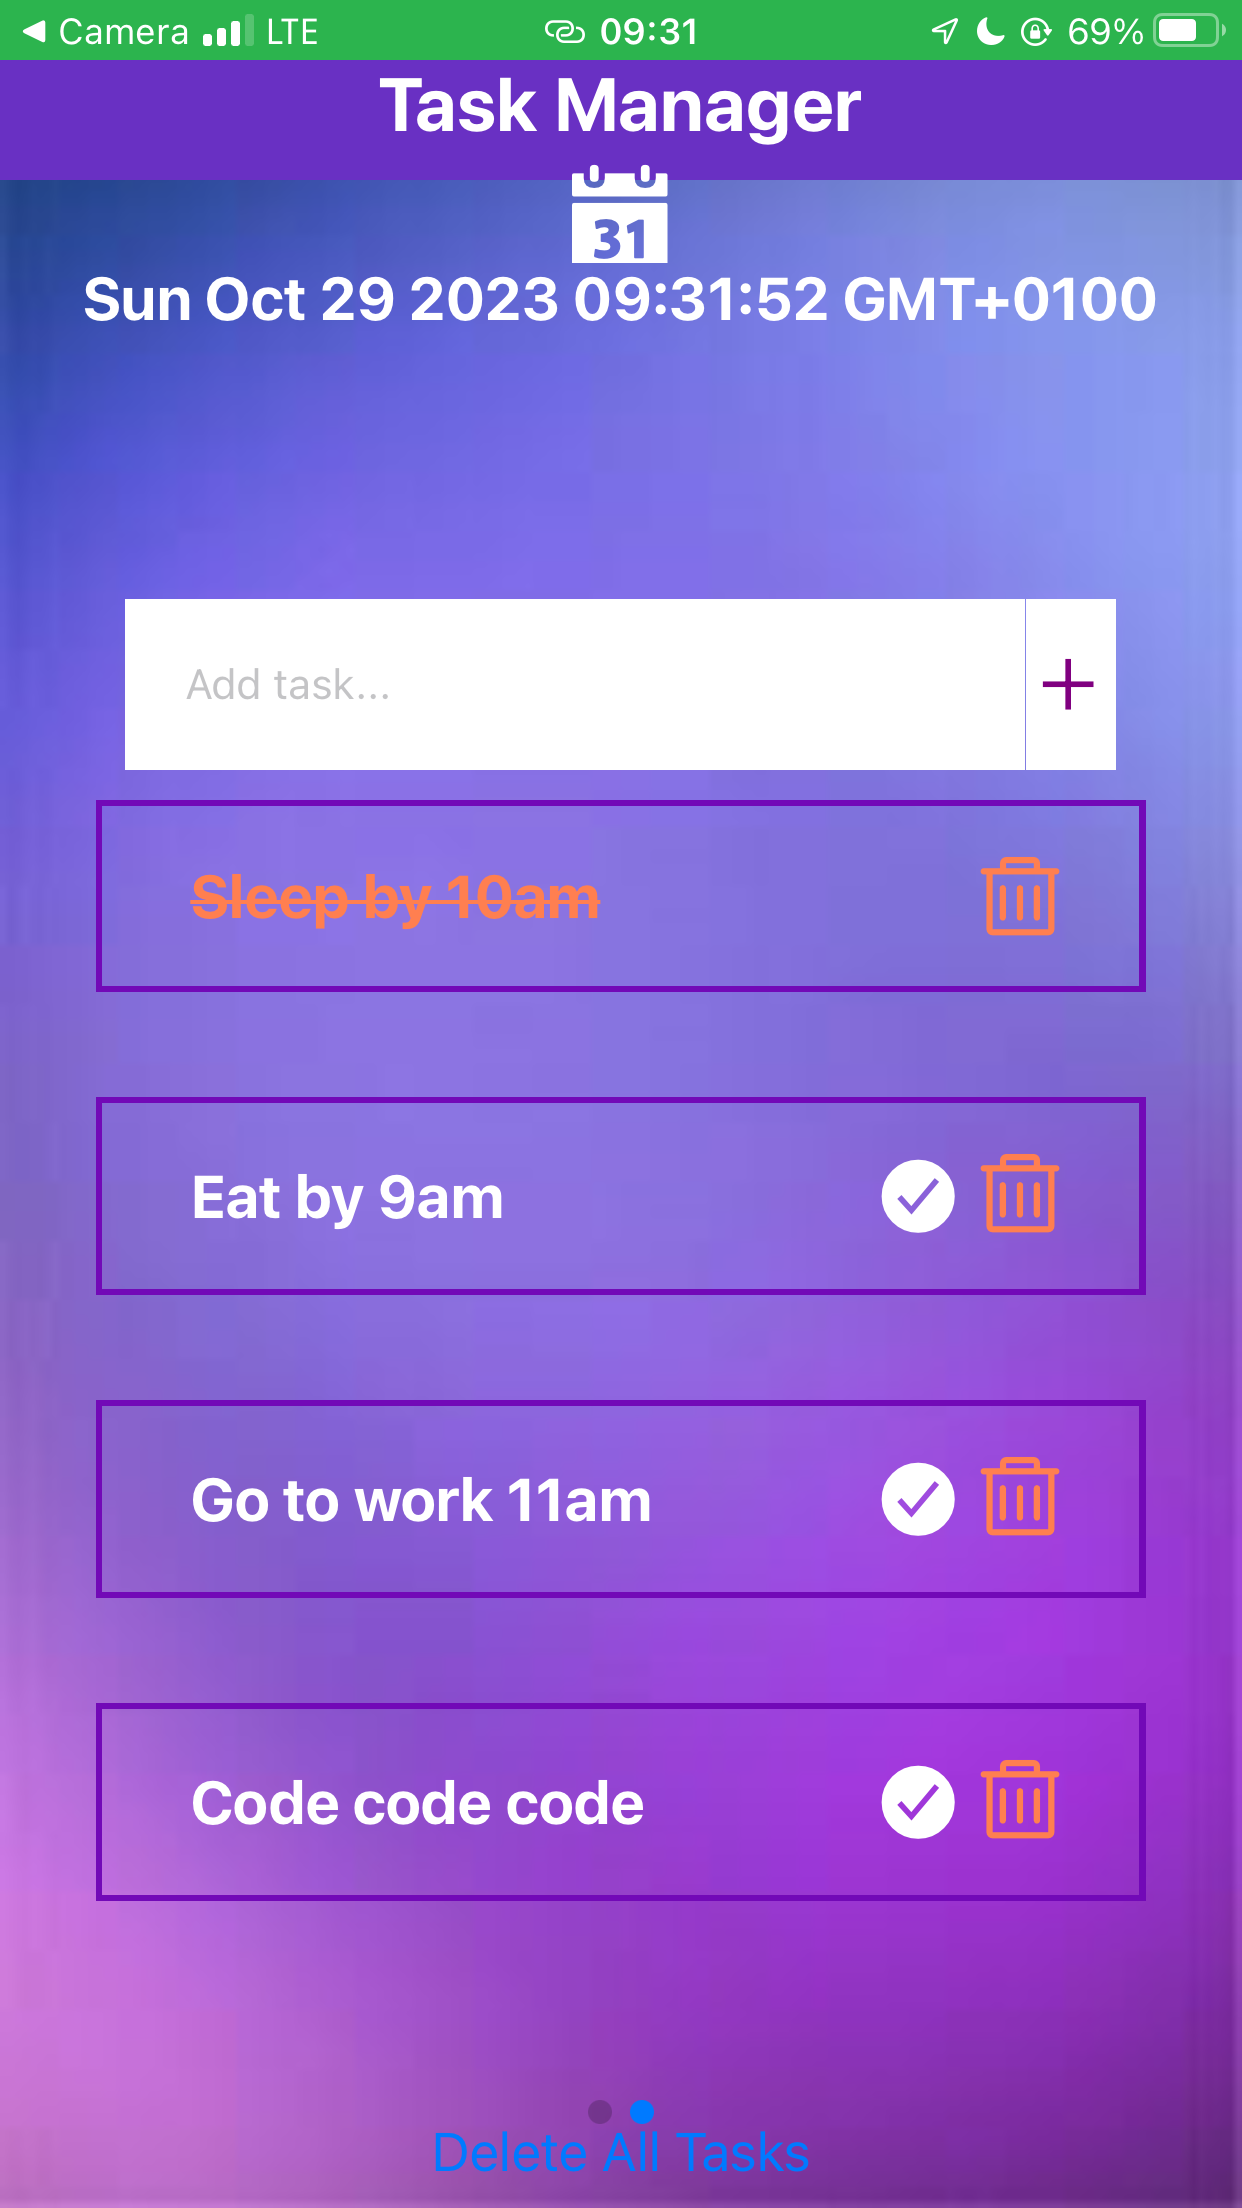 Camera LTE 09:31 69%
Task Manager
31
Sun Oct 29 2023 09:31:52 GMT+0100
Add task...
Sleep by 10am
Eat by 9am
Go to work 11am
Code code code
Delete All Tasks